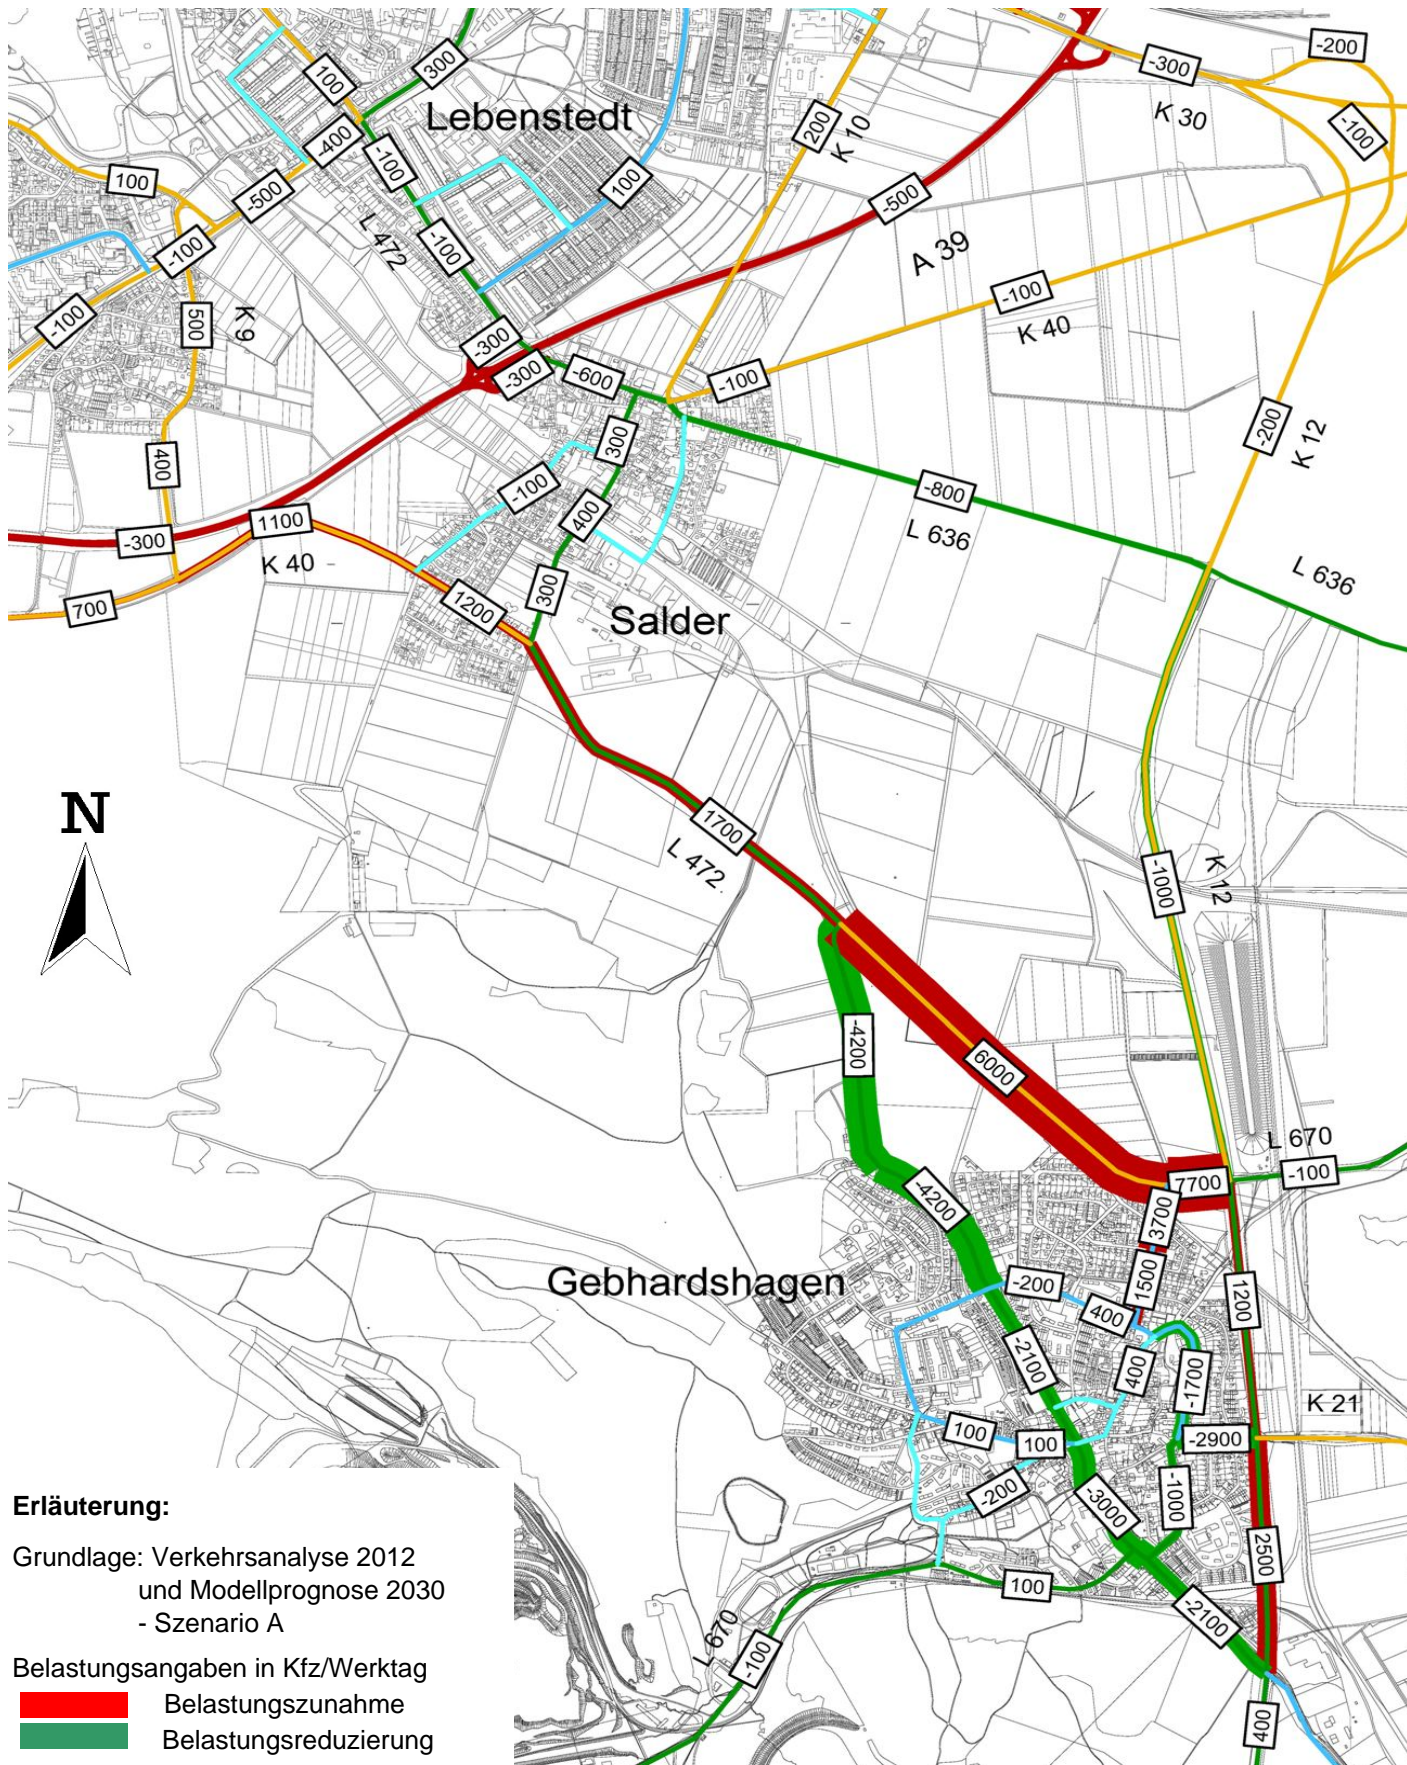 -200
-300
100
300
K 30
Lebenstedt
200
K 10
-100
-400
-100
100
-500
100
-500
L 472
-100
-100
A 39
-100
K 40
-100
500
K 9
-300
-300
-600
-100
-200
K 12
300
400
-100
-800
L 636
400
1100
-300
K 40
L 636
300
1200
700
Salder
N
1700
L 472
-1000
K 12
-4200
6000
L 670
-100
7700
-4200
3700
Gebhardshagen
-200
1500
400
1200
-2100
400
-1700
K 21
100
100
-2900
-200
-3000
-1000
2500
100
-2100
L 670
-100
400
Erläuterung:
Grundlage: Verkehrsanalyse 2012
und Modellprognose 2030
- Szenario A
Belastungsangaben in Kfz/Werktag
Belastungszunahme
Belastungsreduzierung